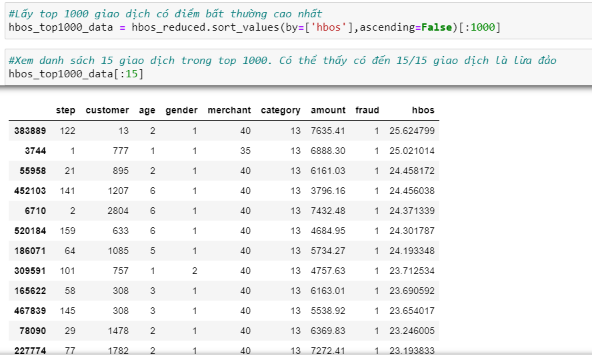 #Lấy top 1000 giao dịch có điểm bất thường cao nhất
hbos_top1000_data = hbos_reduced.sort_values(by=['hbos'],ascending=False)[:1000]
#Xem danh sách 15 giao dịch trong top 1000. Có thể thấy có đến 15/15 giao dịch là lừa đảo
hbos_top1000_data[:15]
step customer age gender merchant category amount fraud hbos
383889 122 13 2 1 40 13 7635.41 1 25.624799
3744 1 777 1 1 35 13 6888.30 1 25.021014
55958 21 895 2 1 40 13 6161.03 1 24.458172
452103 141 1207 6 1 40 13 3796.16 1 24.456038
6710 2 2804 6 1 40 13 7432.48 1 24.371339
520184 159 633 6 1 40 13 4684.95 1 24.301787
186071 64 1085 5 1 40 13 5734.27 1 24.193348
309591 101 757 1 2 40 13 4757.63 1 23.712534
165622 58 308 3 1 40 13 6163.01 1 23.690592
467839 145 308 3 1 40 13 5538.92 1 23.654017
78090 29 1478 2 1 40 13 6369.83 1 23.246005
227774 77 1782 2 1 40 13 7272.41 1 23.193833